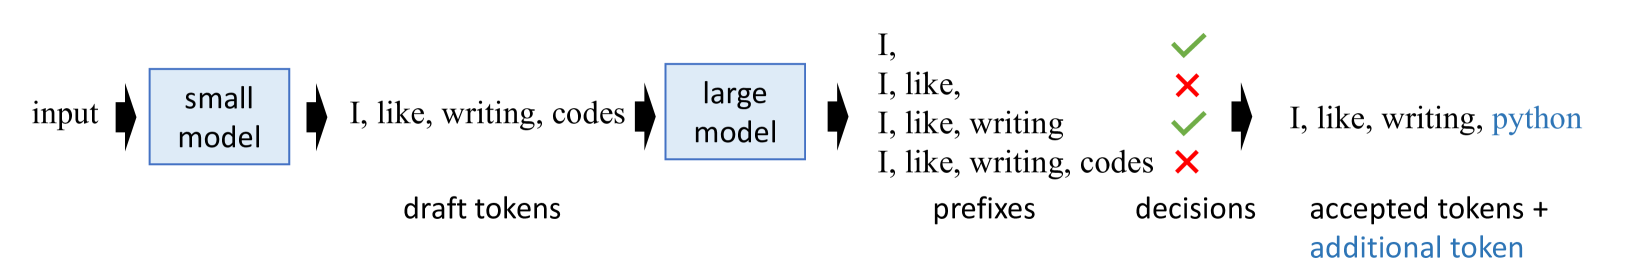 input
small
model
I, like, writing, codes
draft tokens
large
model
I,
I, like,
I, like, writing
I, like, writing, codes
prefixes
decisions
I, like, writing, python
accepted tokens +
additional token